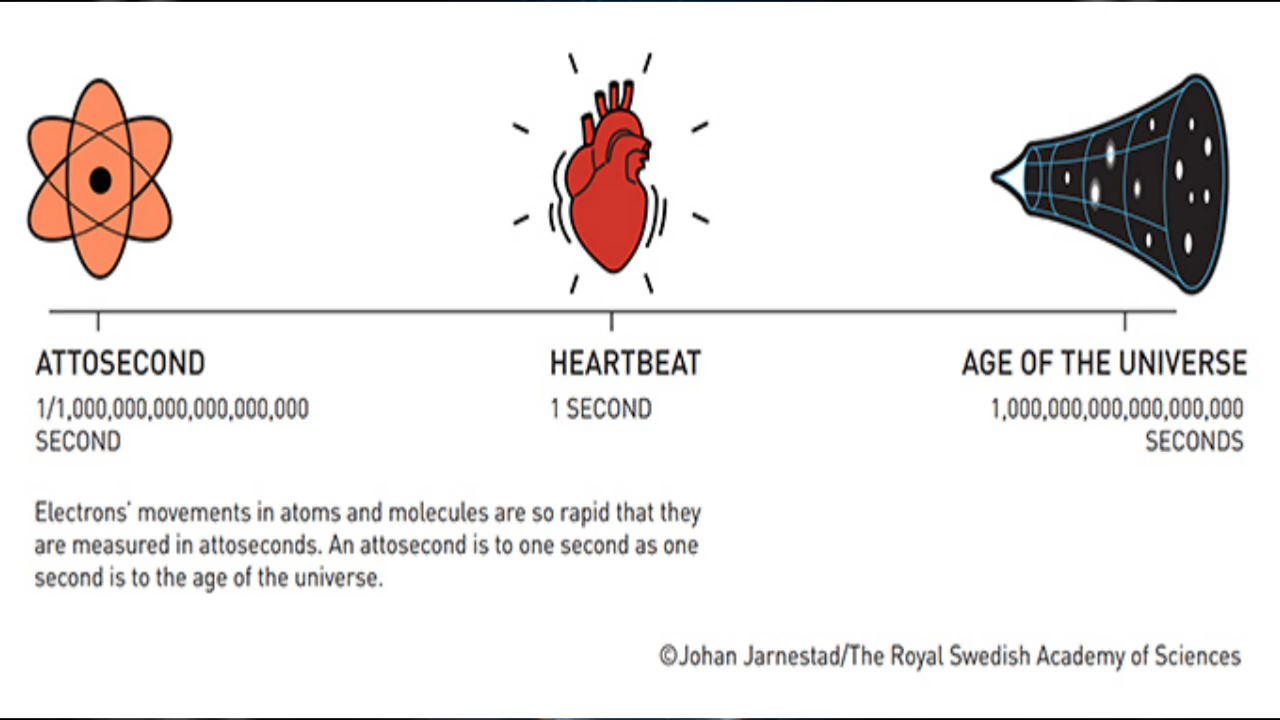 ATTOSECOND
1/1,000,000,000,000,000,000
SECOND
HEARTBEAT
1 SECOND
AGE OF THE UNIVERSE
1,000,000,000,000,000,000
SECONDS
Electrons´ movements in atoms and molecules are so rapid that they
are measured in attoseconds. An attosecond is to one second as one
second is to the age of the universe.
©Johan Jarnestad/The Royal Swedish Academy of Sciences